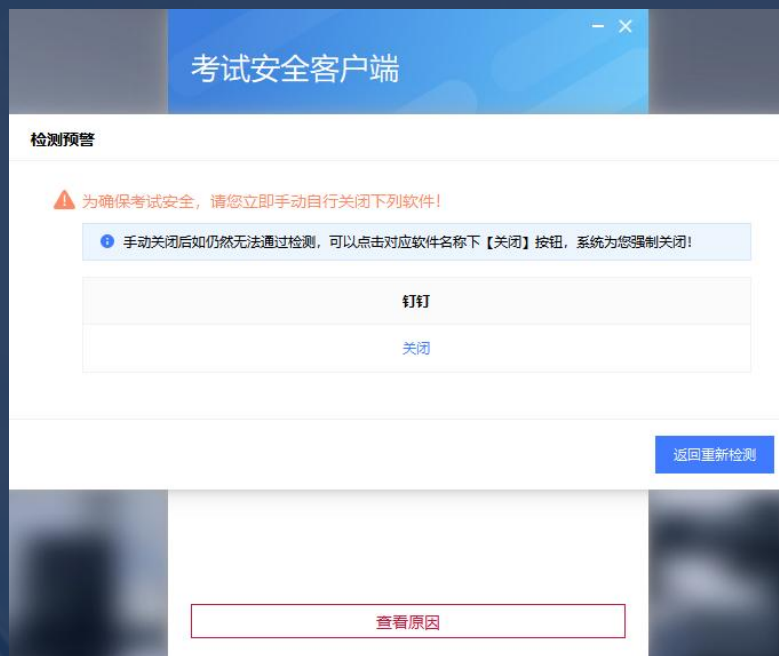 考试安全客户端
检测预警
为确保考试安全，请您立即手动自行关闭下列软件！
手动关闭后如仍然无法通过检测，可以点击对应软件名称下【关闭】按钮，系统为您强制关闭！
钉钉
关闭
返回重新检测
查看原因